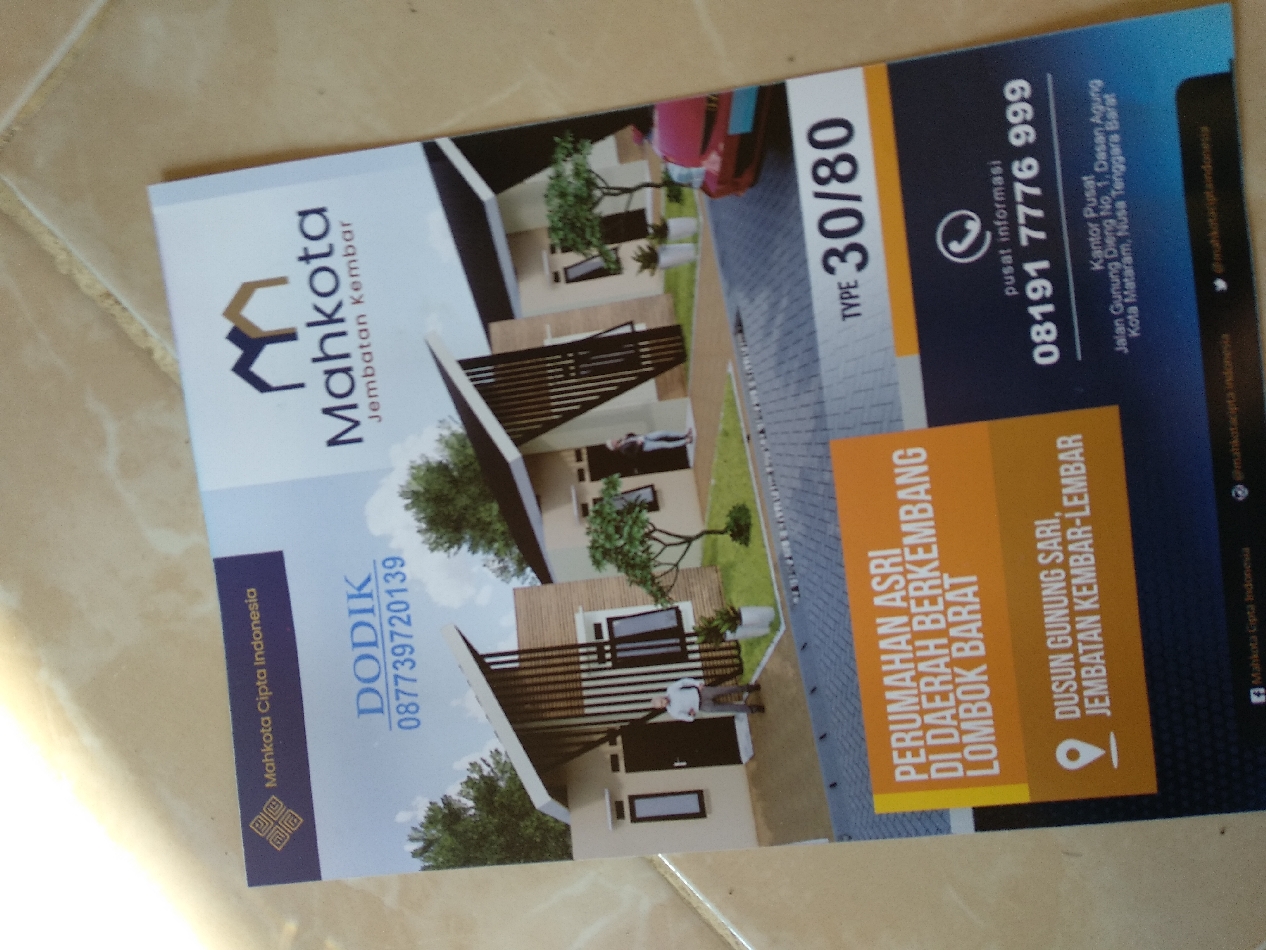 Mahkota Cipta Indonesia
Mahkota
Jembatan Kembar
DODIK
087739720139
TYPE 30/80
PERUMAHAN ASRI
DI DAERAH BERKEMBANG
LOMBOK BARAT
DUSUN GUNUNG SARI,
JEMBATAN KEMBAR-LEMBAR
pusat informasi
08191 7776 999
Kantor Pusat
Jalan Gunung Dieng No. 1, Dasan Agung
Kota Mataram, Nusa Tenggara Barat
Mahkota Cipta Indonesia
@mahkotacipta.indonesia
@mahkotaciptaindonesia